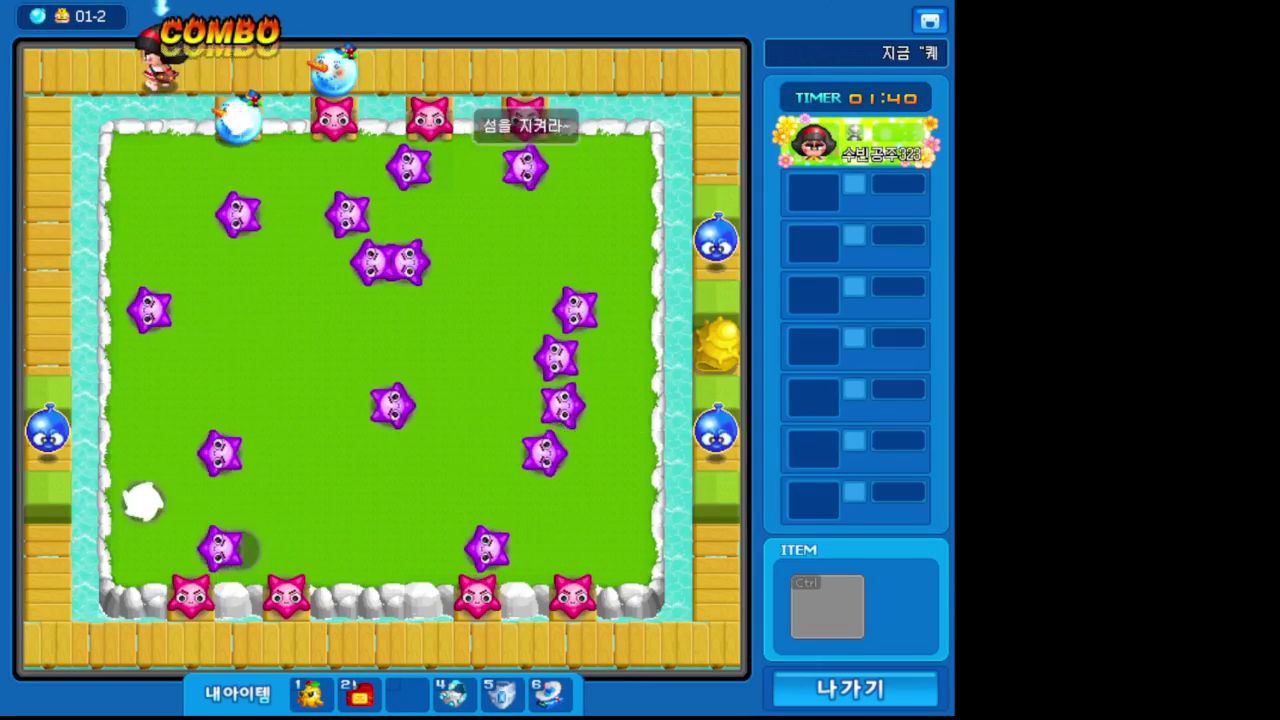 01-2
COMBO
지금 "퀘
TIMER 01:40
섬을 지켜라~
수빈공주323
ITEM
Ctrl
내아이템
1
2
4
5
6
나가기